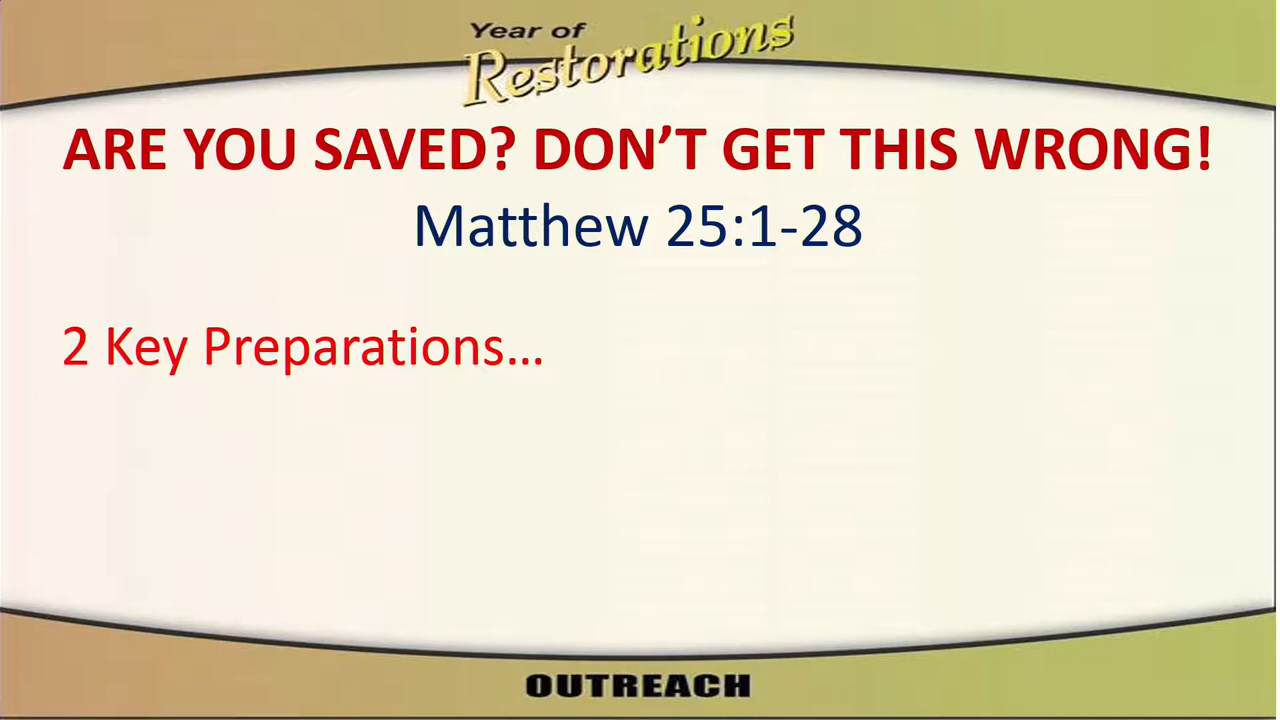 Year of
Restorations
ARE YOU SAVED? DON’T GET THIS WRONG!
Matthew 25:1-28
2 Key Preparations…
OUTREACH